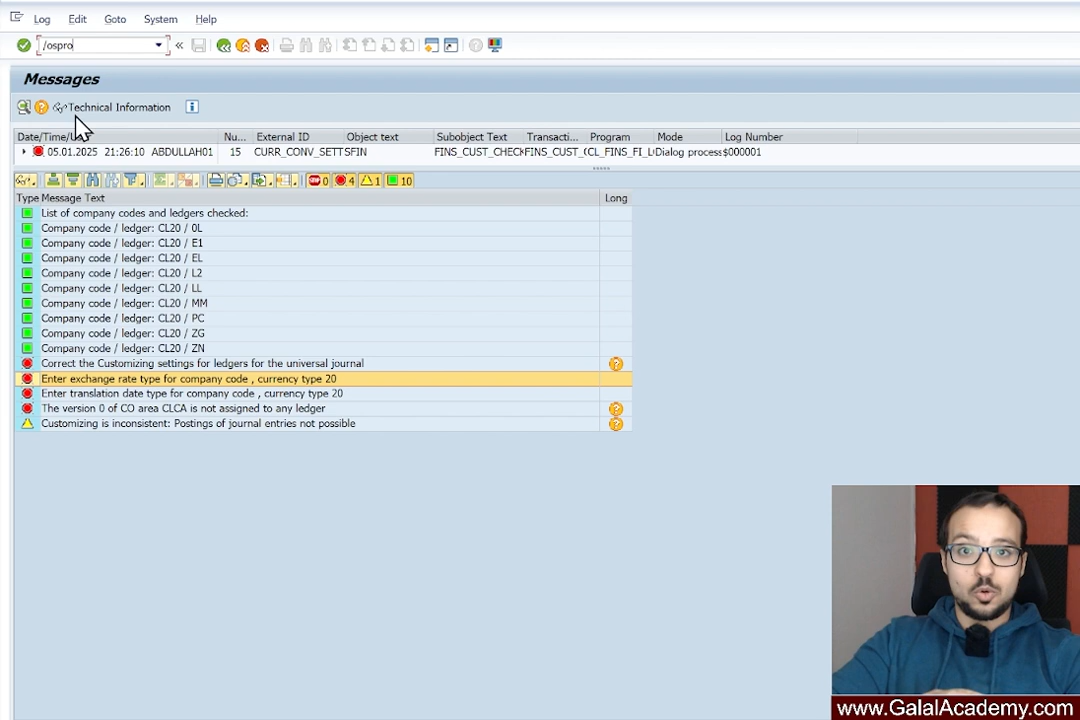 Log Edit Goto System Help
/ospro
Messages
Technical Information
Date/Time/User Nu... External ID Object text Subobject Text Transacti... Program Mode Log Number
05.01.2025 21:26:10 ABDULLAH01 15 CURR_CONV_SETTSFIN FINS_CUST_CHECKFINS_CUST_(CL_FINS_FI_L(Dialog process$000001
0 4 1 10
Type Message Text Long
List of company codes and ledgers checked:
Company code / ledger: CL20 / 0L
Company code / ledger: CL20 / E1
Company code / ledger: CL20 / EL
Company code / ledger: CL20 / L2
Company code / ledger: CL20 / LL
Company code / ledger: CL20 / MM
Company code / ledger: CL20 / PC
Company code / ledger: CL20 / ZG
Company code / ledger: CL20 / ZN
Correct the Customizing settings for ledgers for the universal journal
Enter exchange rate type for company code , currency type 20
Enter translation date type for company code , currency type 20
The version 0 of CO area CLCA is not assigned to any ledger
Customizing is inconsistent: Postings of journal entries not possible
www.GalalAcademy.com